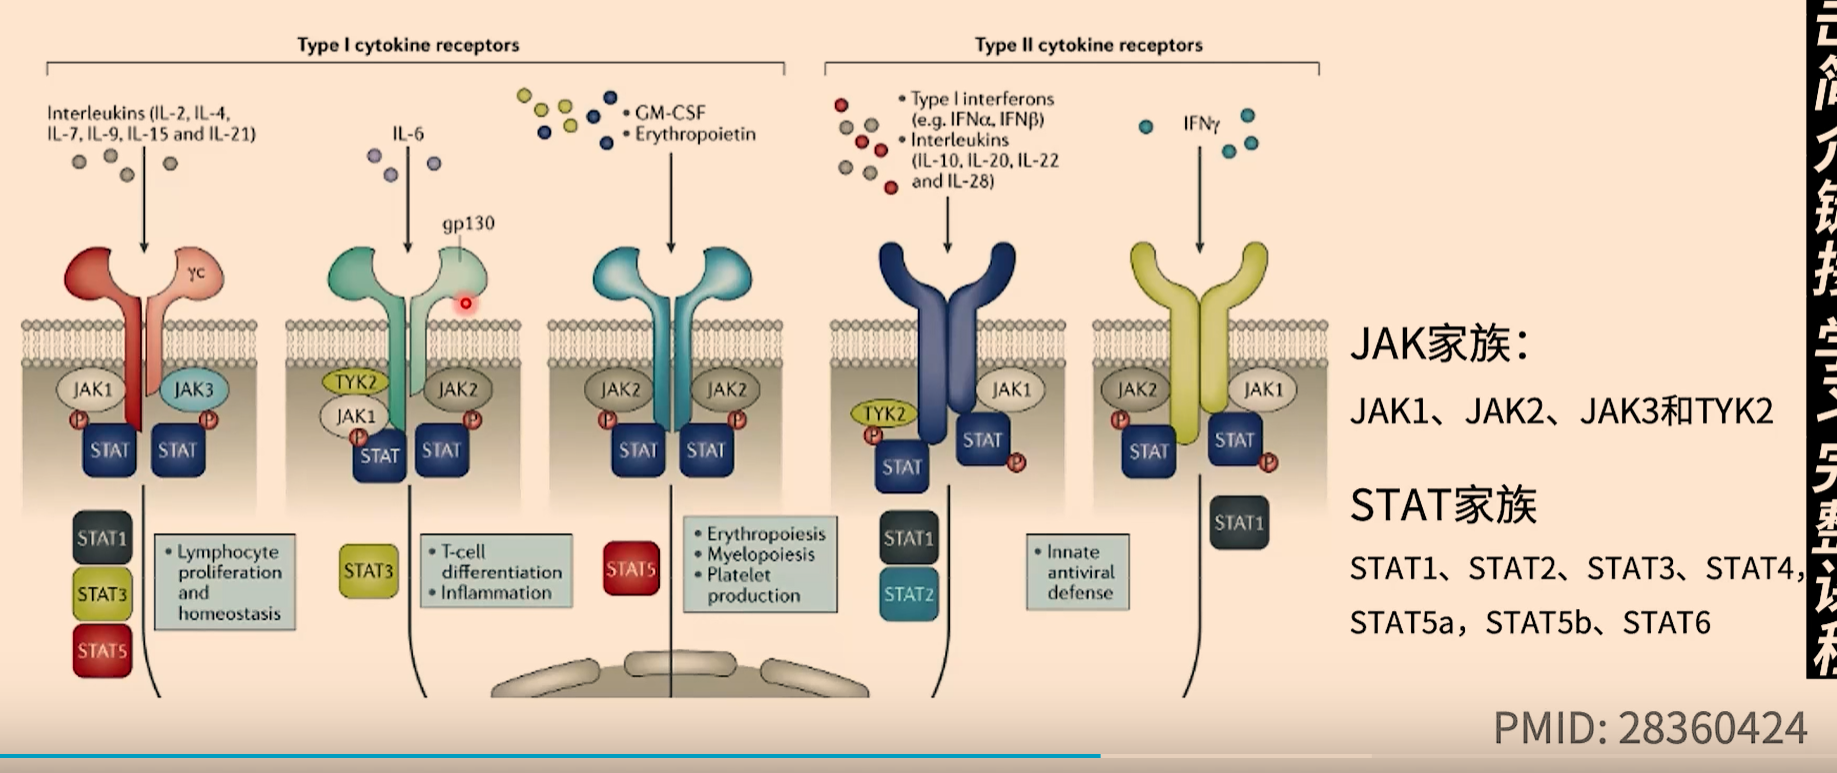 Type I cytokine receptors
Type II cytokine receptors
Interleukins (IL-2, IL-4,
IL-7, IL-9, IL-15 and IL-21)
IL-6
gp130
• GM-CSF
• Erythropoietin
• Type I interferons
(e.g. IFNα, IFNβ)
• Interleukins
(IL-10, IL-20, IL-22
and IL-28)
IFNγ
γc
JAK1
JAK3
P
P
STAT
STAT
TYK2
JAK1
JAK2
P
P
STAT
STAT
JAK2
JAK2
P
P
STAT
STAT
TYK2
JAK1
P
STAT
STAT
P
JAK2
JAK1
P
STAT
STAT
P
STAT1
STAT3
STAT5
• Lymphocyte
proliferation
and
homeostasis
STAT3
• T-cell
differentiation
• Inflammation
STAT5
• Erythropoiesis
• Myelopoiesis
• Platelet
production
STAT1
STAT2
• Innate
antiviral
defense
STAT1
JAK家族：
JAK1、JAK2、JAK3和TYK2
STAT家族
STAT1、STAT2、STAT3、STAT4,
STAT5a，STAT5b、STAT6
PMID: 28360424